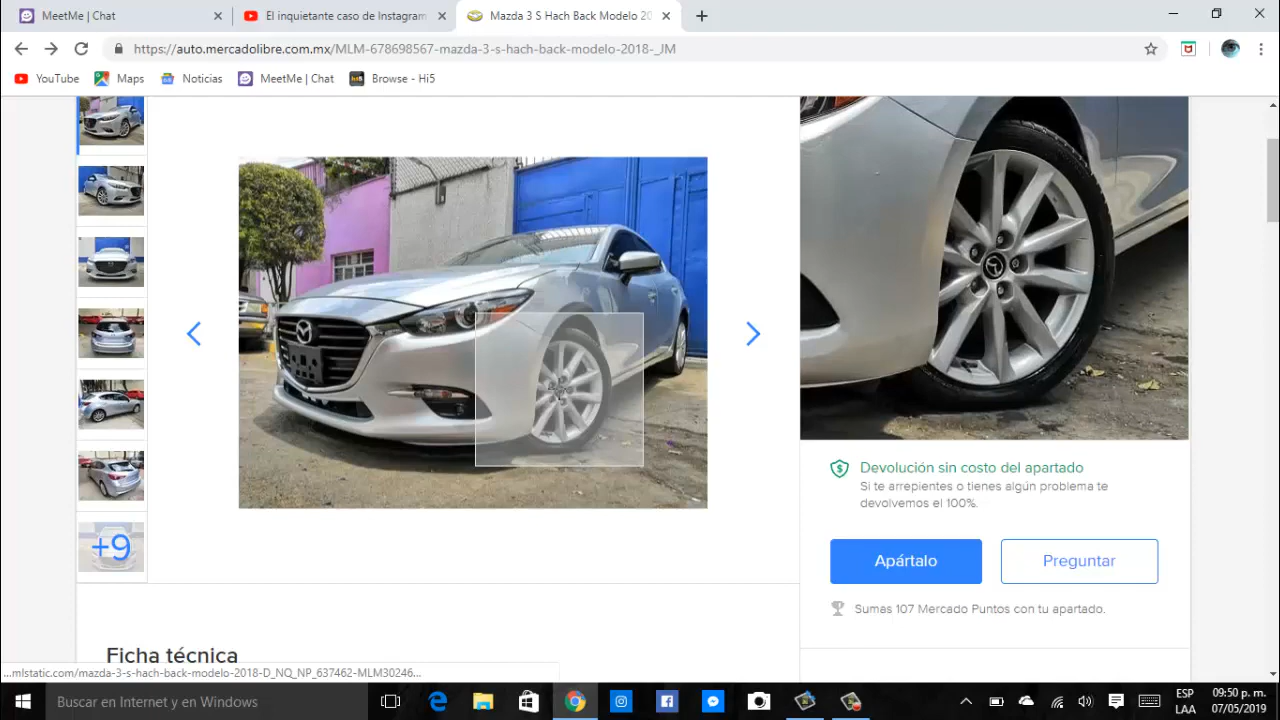 MeetMe | Chat
El inquietante caso de Instagram
Mazda 3 S Hach Back Modelo 20
https://auto.mercadolibre.com.mx/MLM-678698567-mazda-3-s-hach-back-modelo-2018-_JM
YouTube
Maps
Noticias
MeetMe | Chat
hi5
Browse - Hi5
+9
Devolución sin costo del apartado
Si te arrepientes o tienes algún problema te
devolvemos el 100%.
Apártalo
Preguntar
Sumas 107 Mercado Puntos con tu apartado.
Ficha técnica
...mlstatic.com/mazda-3-s-hach-back-modelo-2018-D_NQ_NP_637462-MLM30246...
Buscar en Internet y en Windows
ESP
LAA
09:50 p. m.
07/05/2019